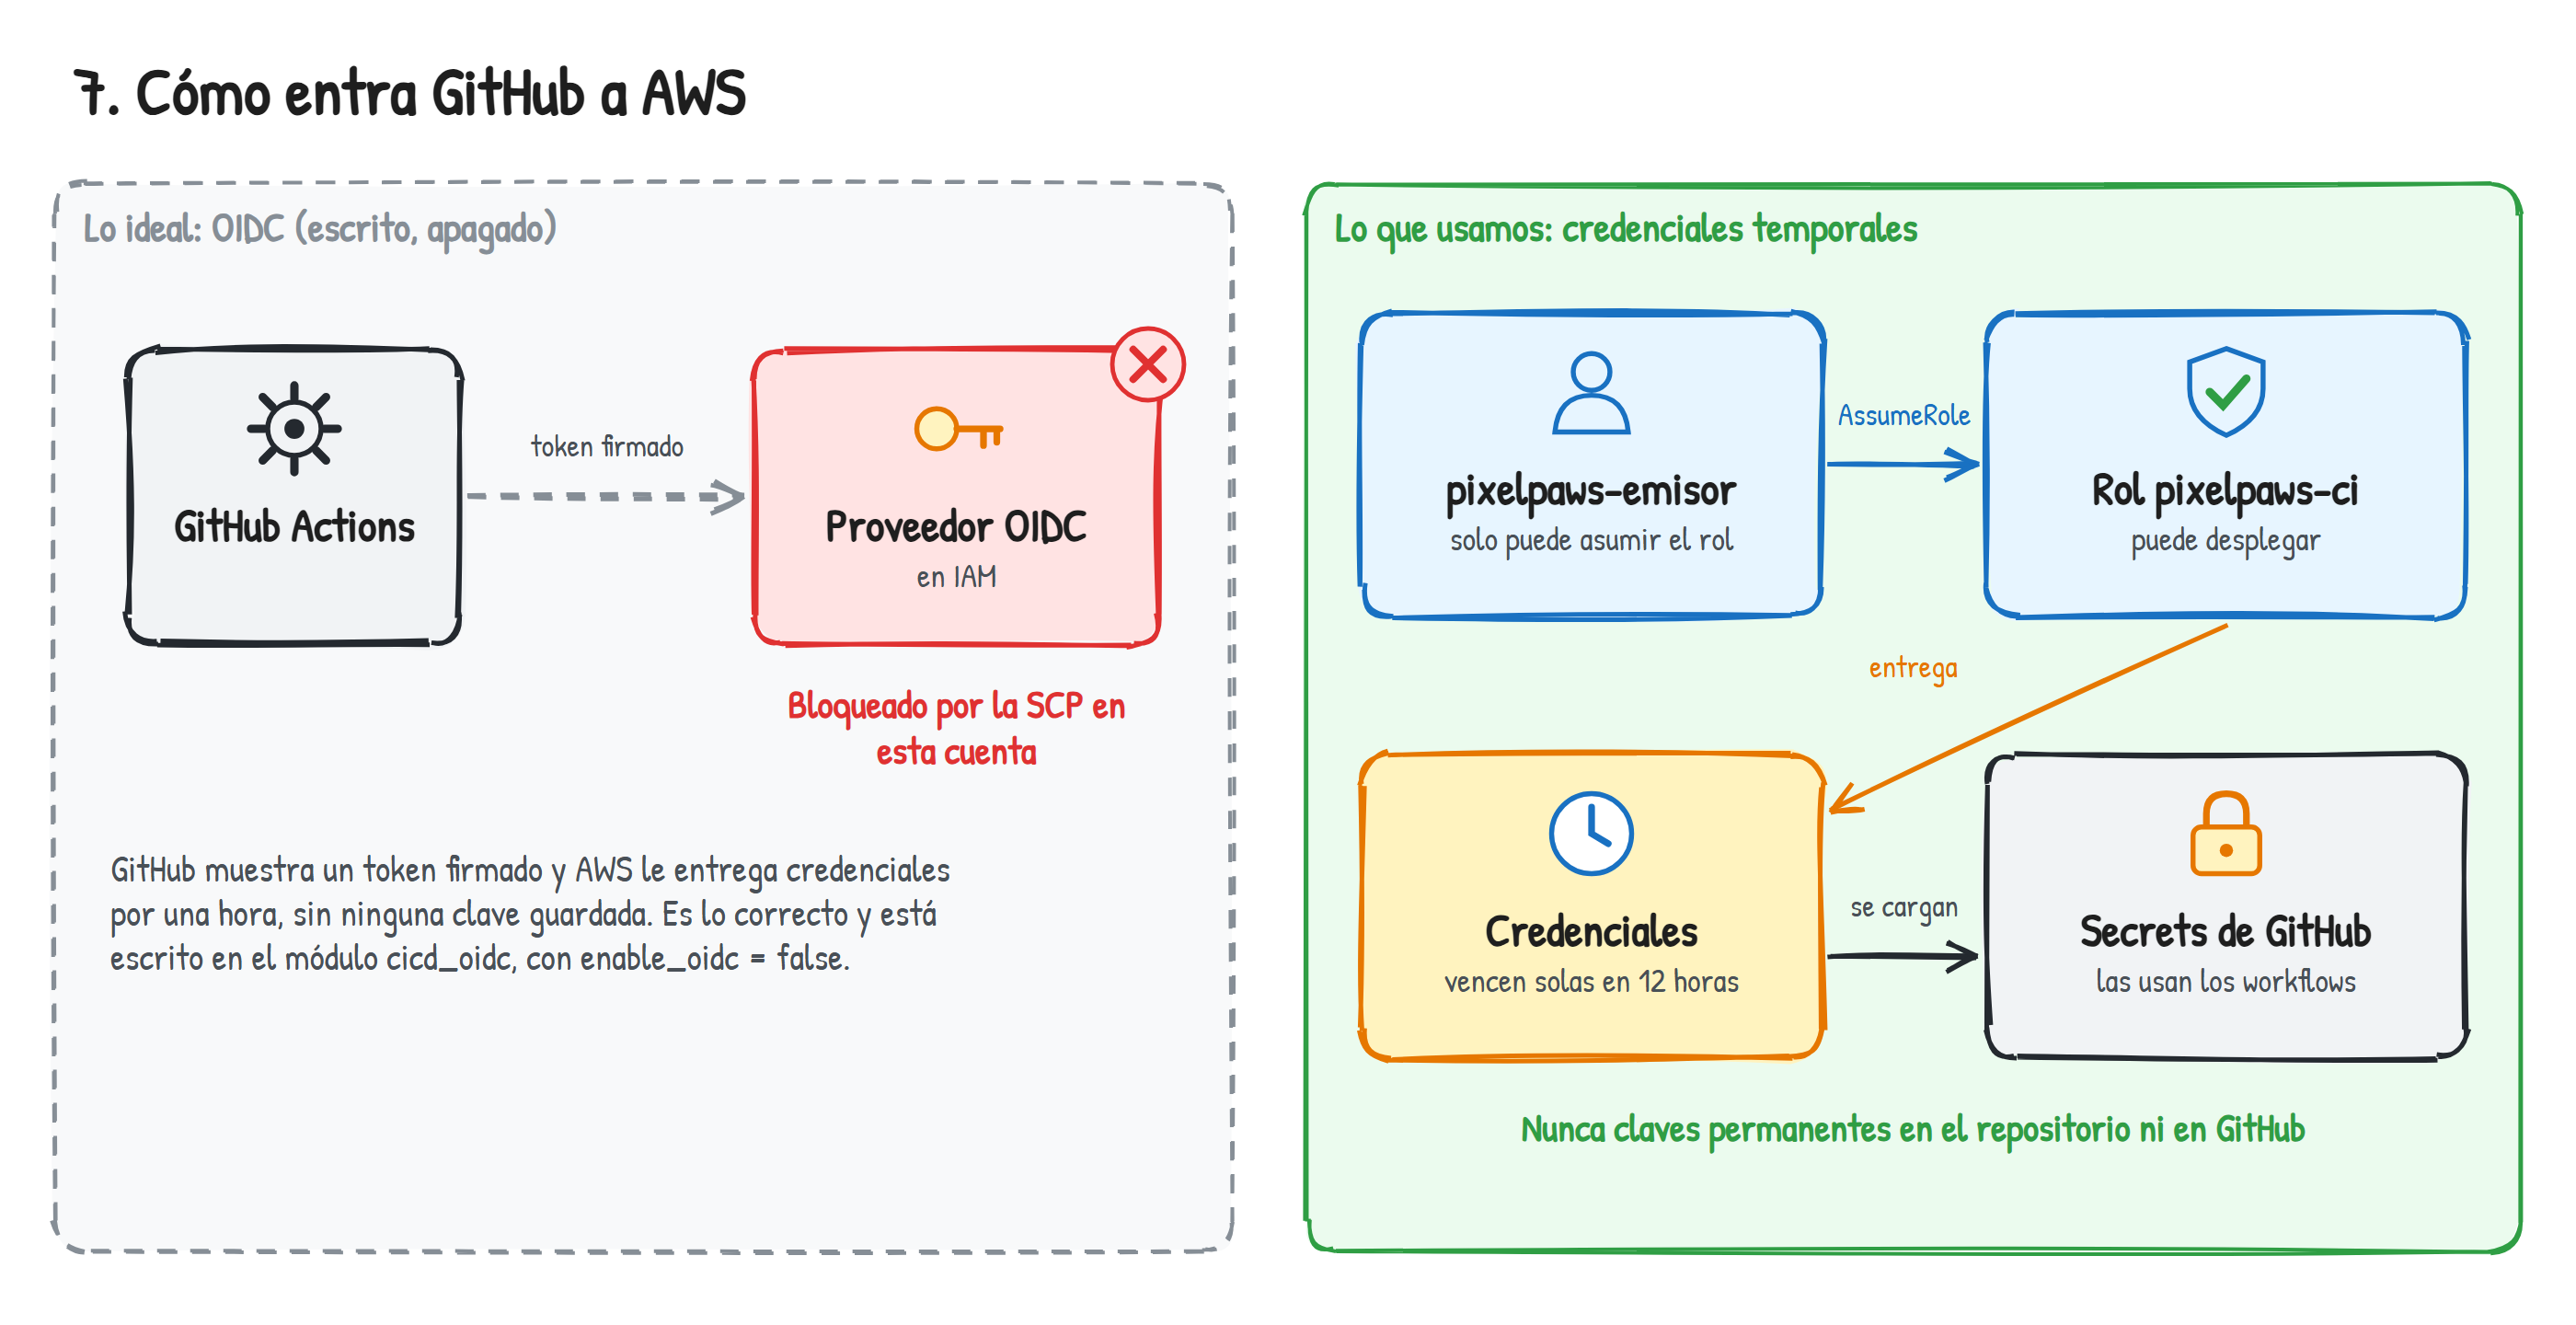 7. Cómo entra GitHub a AWS
Lo ideal: OIDC (escrito, apagado)
GitHub Actions
token firmado
Proveedor OIDC
en IAM
Bloqueado por la SCP en
esta cuenta
GitHub muestra un token firmado y AWS le entrega credenciales
por una hora, sin ninguna clave guardada. Es lo correcto y está
escrito en el módulo cicd_oidc, con enable_oidc = false.
Lo que usamos: credenciales temporales
pixelpaws-emisor
solo puede asumir el rol
AssumeRole
Rol pixelpaws-ci
puede desplegar
entrega
Credenciales
vencen solas en 12 horas
se cargan
Secrets de GitHub
las usan los workflows
Nunca claves permanentes en el repositorio ni en GitHub